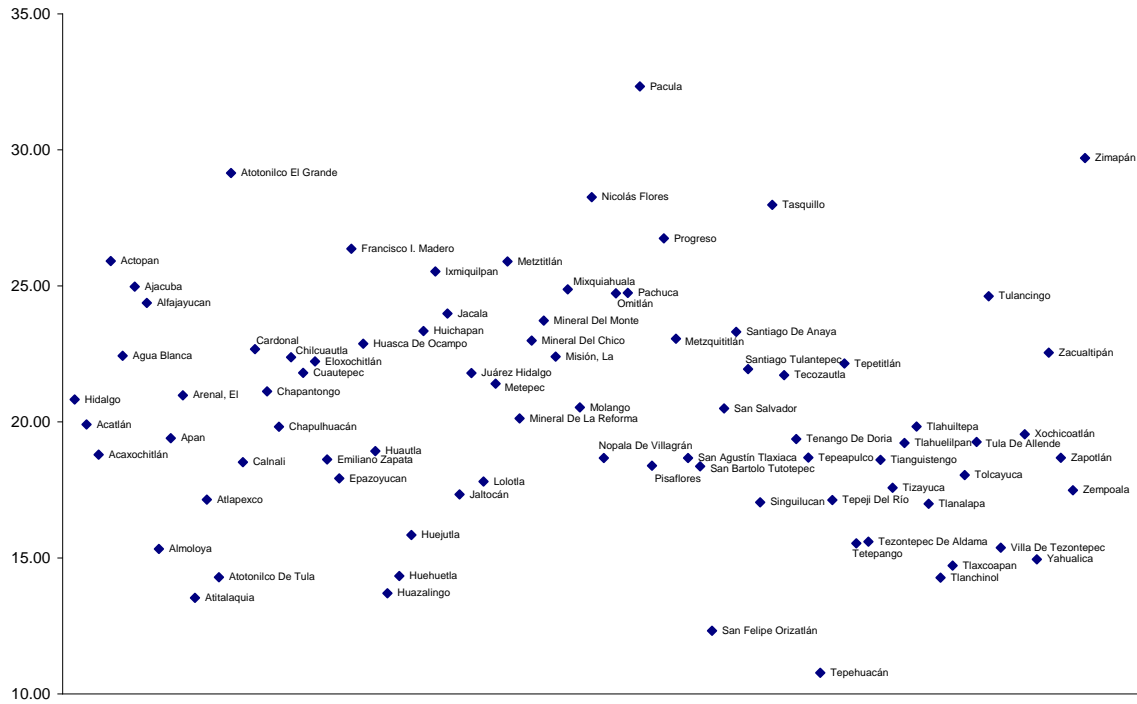 35.00
Pacula
30.00
Zimapán
Atotonilco El Grande
Nicolás Flores
Tasquillo
Progreso
Francisco I. Madero
Actopan
Metztitlán
Ixmiquilpan
25.00
Ajacuba
Mixquiahuala
Pachuca
Omitlán
Tulancingo
Alfajayucan
Jacala
Mineral Del Monte
Huichapan
Santiago De Anaya
Metzquititlán
Mineral Del Chico
Huasca De Ocampo
Cardonal
Zacualtipán
Agua Blanca
Chilcuautla
Misión, La
Eloxochitlán
Tepetitlán
Santiago Tulantepec
Cuautepec
Juárez Hidalgo
Tecozautla
Metepec
Chapantongo
Arenal, El
Hidalgo
Molango
San Salvador
Mineral De La Reforma
20.00
Acatlán
Chapulhuacán
Tlahuiltepa
Xochicoatlán
Apan
Tenango De Doria
Tlahuelilpan
Tula De Allende
Nopala De Villagrán
Huautla
Acaxochitlán
Emiliano Zapata
San Agustín Tlaxiaca
Tepeapulco
Tianguistengo
Zapotlán
Calnali
San Bartolo Tutotepec
Pisaflores
Epazoyucan
Tolcayuca
Lolotla
Tizayuca
Zempoala
Jaltocán
Atlapexco
Singuilucan
Tepeji Del Río
Tlanalapa
Huejutla
Tezontepec De Aldama
Tetepango
Almoloya
Villa De Tezontepec
15.00
Yahualica
Tlaxcoapan
Atotonilco De Tula
Huehuetla
Tlanchinol
Huazalingo
Atitalaquia
San Felipe Orizatlán
Tepehuacán
10.00